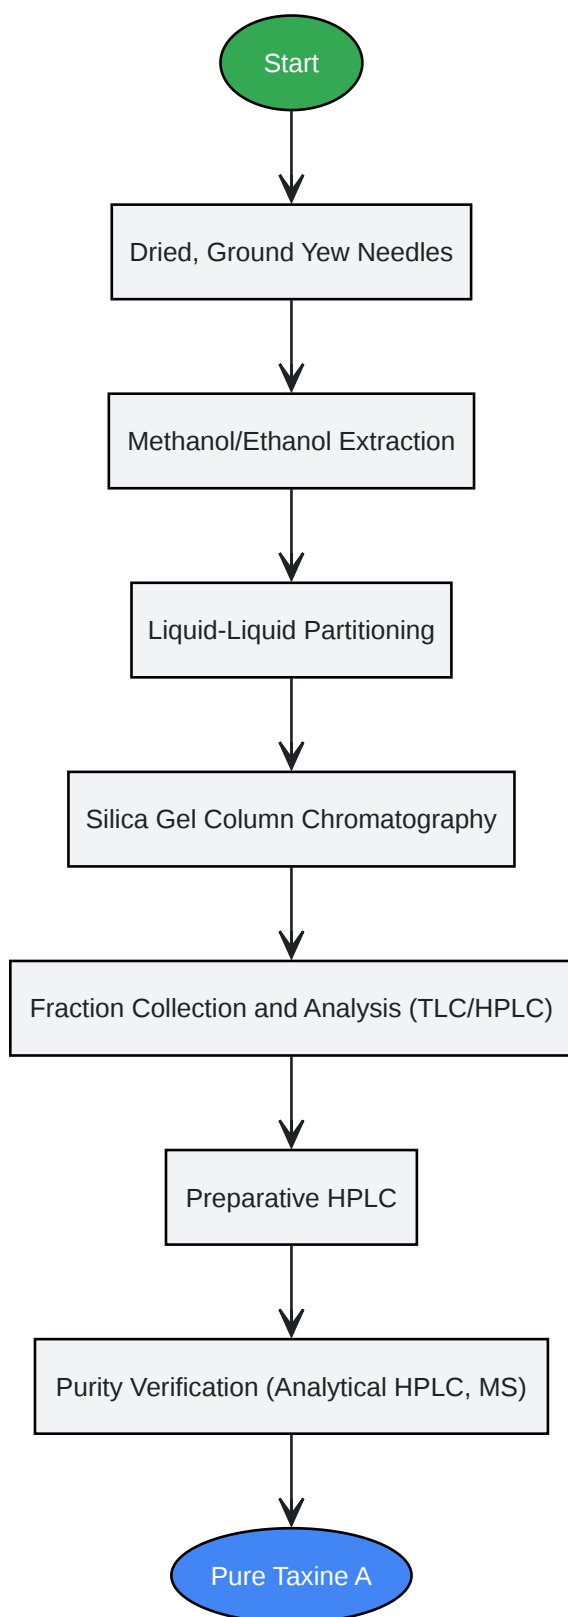 Start
Dried, Ground Yew Needles
Methanol/Ethanol Extraction
Liquid-Liquid Partitioning
Silica Gel Column Chromatography
Fraction Collection and Analysis (TLC/HPLC)
Preparative HPLC
Purity Verification (Analytical HPLC, MS)
Pure Taxine A